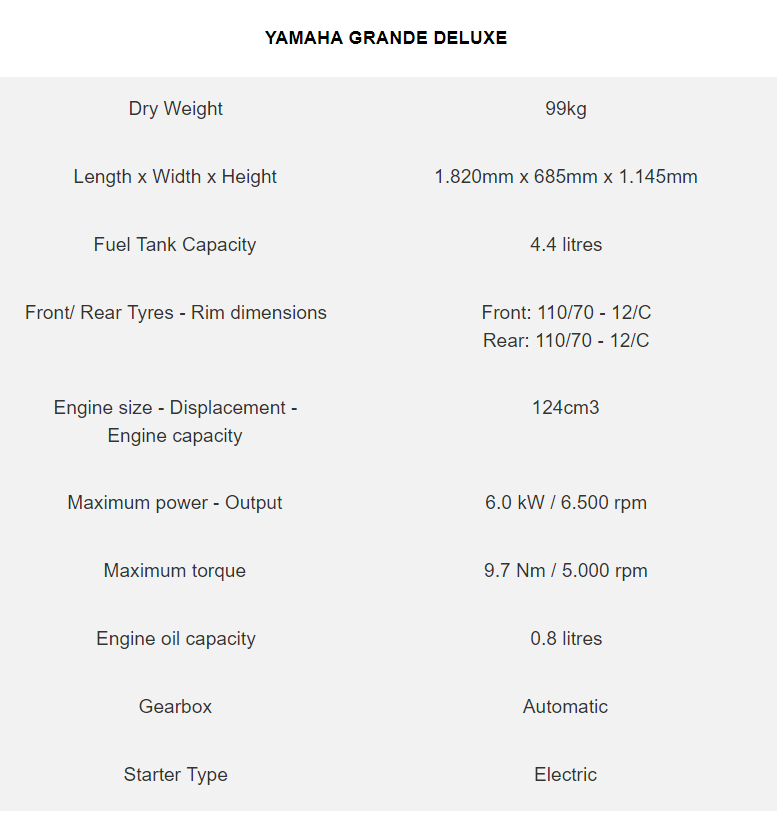 YAMAHA GRANDE DELUXE
Dry Weight 99kg
Length x Width x Height 1.820mm x 685mm x 1.145mm
Fuel Tank Capacity 4.4 litres
Front/ Rear Tyres - Rim dimensions Front: 110/70 - 12/C
Rear: 110/70 - 12/C
Engine size - Displacement - 124cm3
Engine capacity
Maximum power - Output 6.0 kW / 6.500 rpm
Maximum torque 9.7 Nm / 5.000 rpm
Engine oil capacity 0.8 litres
Gearbox Automatic
Starter Type Electric